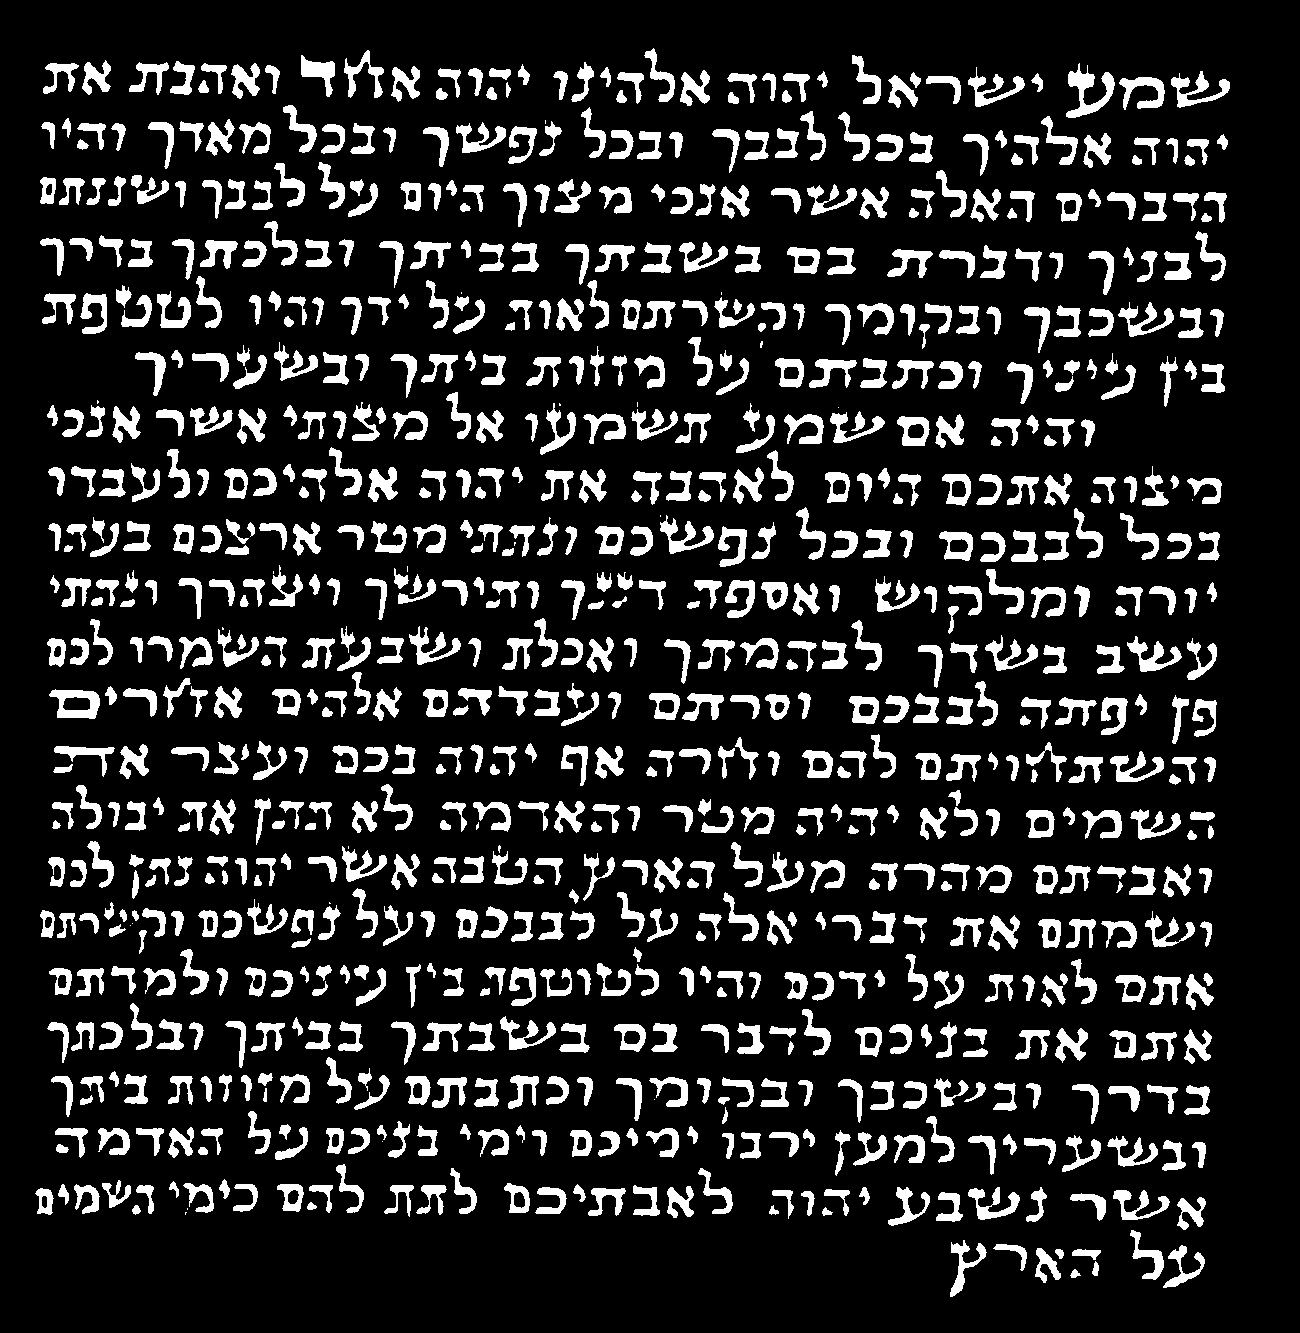 שמע ישראל יהוה אלהינו יהוה אחד ואהבת את
יהוה אלהיך בכל לבבך ובכל נפשך ובכל מאדך והיו
הדברים האלה אשר אנכי מצוך היום על לבבך ושננתם
לבניך ודברת בם בשבתך בביתך ובלכתך בדרך
ובשכבך ובקומך וקשרתם לאות על ידך והיו לטטפת
בין עיניך וכתבתם על מזזות ביתך ובשעריך
והיה אם שמע תשמעו אל מצותי אשר אנכי
מצוה אתכם היום לאהבה את יהוה אלהיכם ולעבדו
בכל לבבכם ובכל נפשכם ונתתי מטר ארצכם בעתו
יורה ומלקוש ואספת דגנך ותירשך ויצהרך ונתתי
עשב בשדך לבהמתך ואכלת ושבעת השמרו לכם
פן יפתה לבבכם וסרתם ועבדתם אלהים אחרים
והשתחויתם להם וחרה אף יהוה בכם ועצר את
השמים ולא יהיה מטר והאדמה לא תתן את יבולה
ואבדתם מהרה מעל הארץ הטבה אשר יהוה נתן לכם
ושמתם את דברי אלה על לבבכם ועל נפשכם וקשרתם
אתם לאות על ידכם והיו לטוטפת בין עיניכם ולמדתם
אתם את בניכם לדבר בם בשבתך בביתך ובלכתך
בדרך ובשכבך ובקומך וכתבתם על מזוזות ביתך
ובשעריך למען ירבו ימיכם וימי בניכם על האדמה
אשר נשבע יהוה לאבתיכם לתת להם כימי השמים
על הארץ